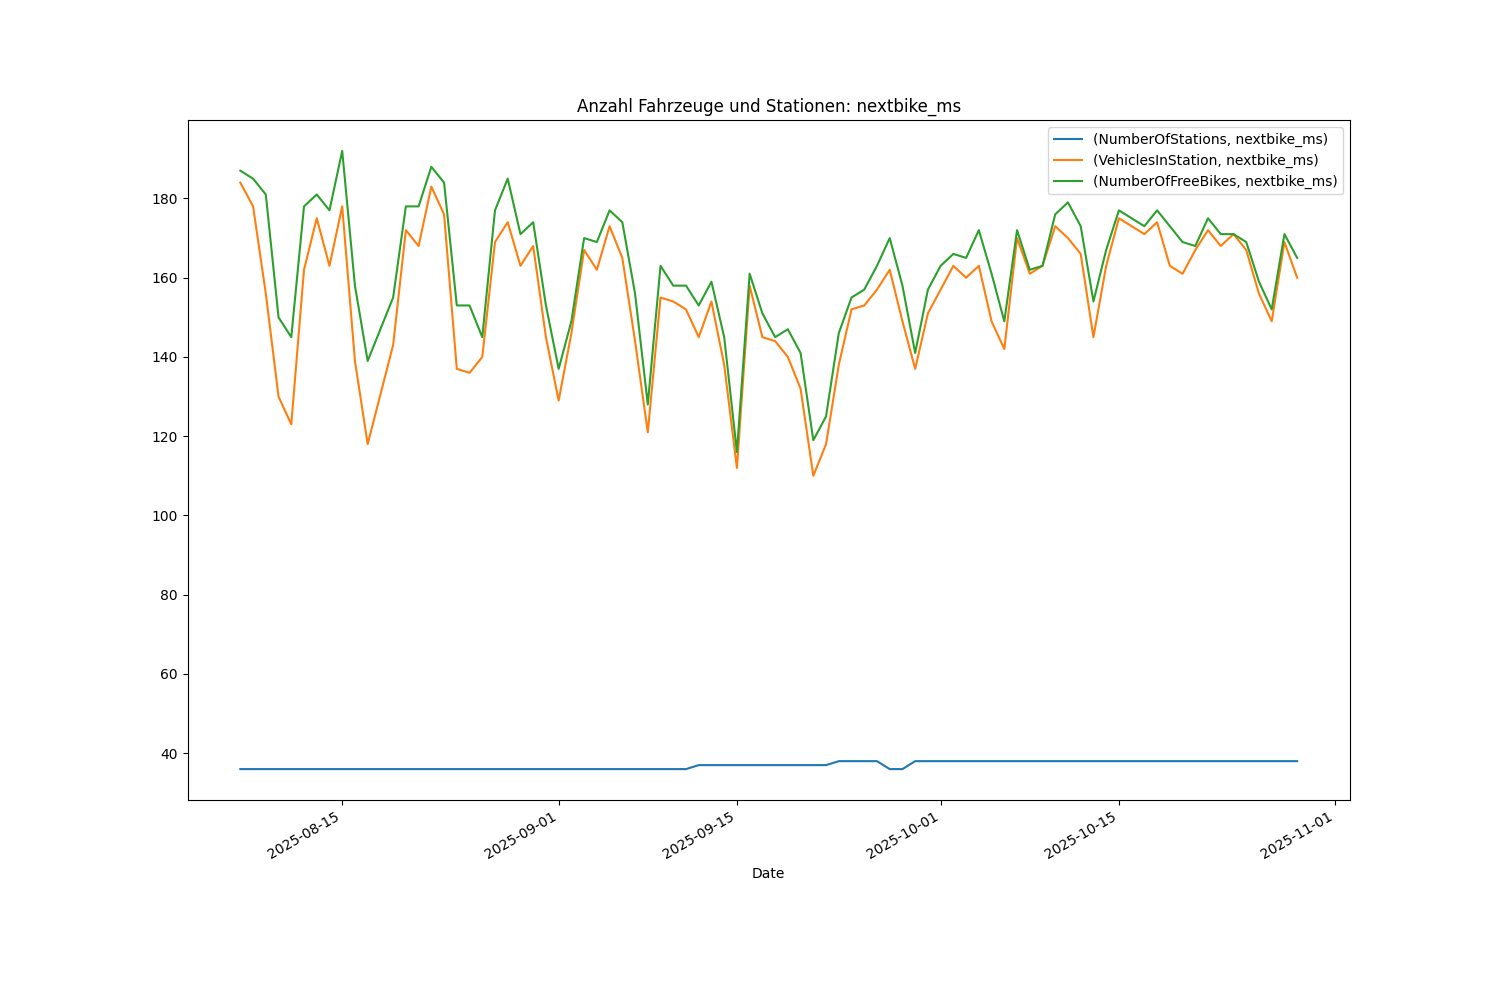 Anzahl Fahrzeuge und Stationen: nextbike_ms
(NumberOfStations, nextbike_ms)
(VehiclesInStation, nextbike_ms)
(NumberOfFreeBikes, nextbike_ms)
180
160
140
120
100
80
60
40
2025-08-15
2025-09-01
2025-09-15
2025-10-01
2025-10-15
2025-11-01
Date